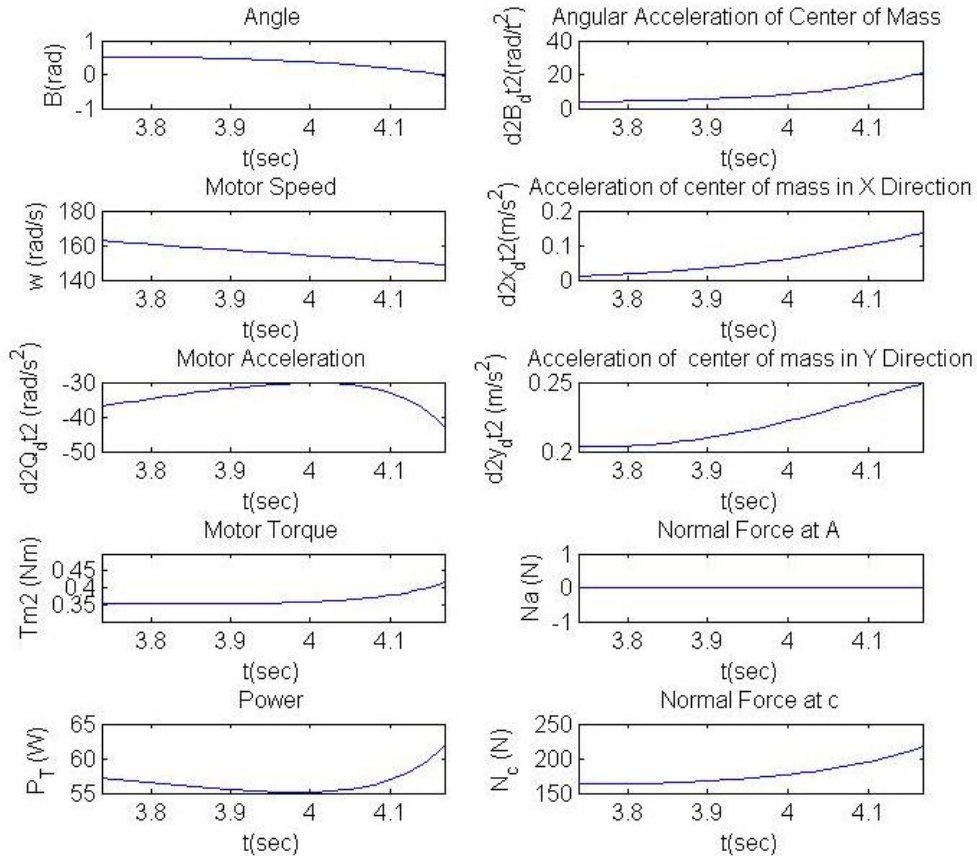 Angle
B(rad)
1
0
-1
3.8 3.9 4 4.1
t(sec)
Angular Acceleration of Center of Mass
d2B_dt2(rad/t^2)
40
20
0
3.8 3.9 4 4.1
t(sec)
Motor Speed
w (rad/s)
180
160
140
3.8 3.9 4 4.1
t(sec)
Acceleration of center of mass in X Direction
d2x_dt2(m/s^2)
0.2
0.1
0
3.8 3.9 4 4.1
t(sec)
Motor Acceleration
d2Q_dt2 (rad/s^2)
-30
-40
-50
3.8 3.9 4 4.1
t(sec)
Acceleration of center of mass in Y Direction
d2y_dt2 (m/s^2)
0.25
0.2
3.8 3.9 4 4.1
t(sec)
Motor Torque
Tm2 (Nm)
0.45
0.4
0.35
3.8 3.9 4 4.1
t(sec)
Normal Force at A
Na (N)
1
0
-1
3.8 3.9 4 4.1
t(sec)
Power
P_T (W)
65
60
55
3.8 3.9 4 4.1
t(sec)
Normal Force at c
N_c (N)
250
200
150
3.8 3.9 4 4.1
t(sec)